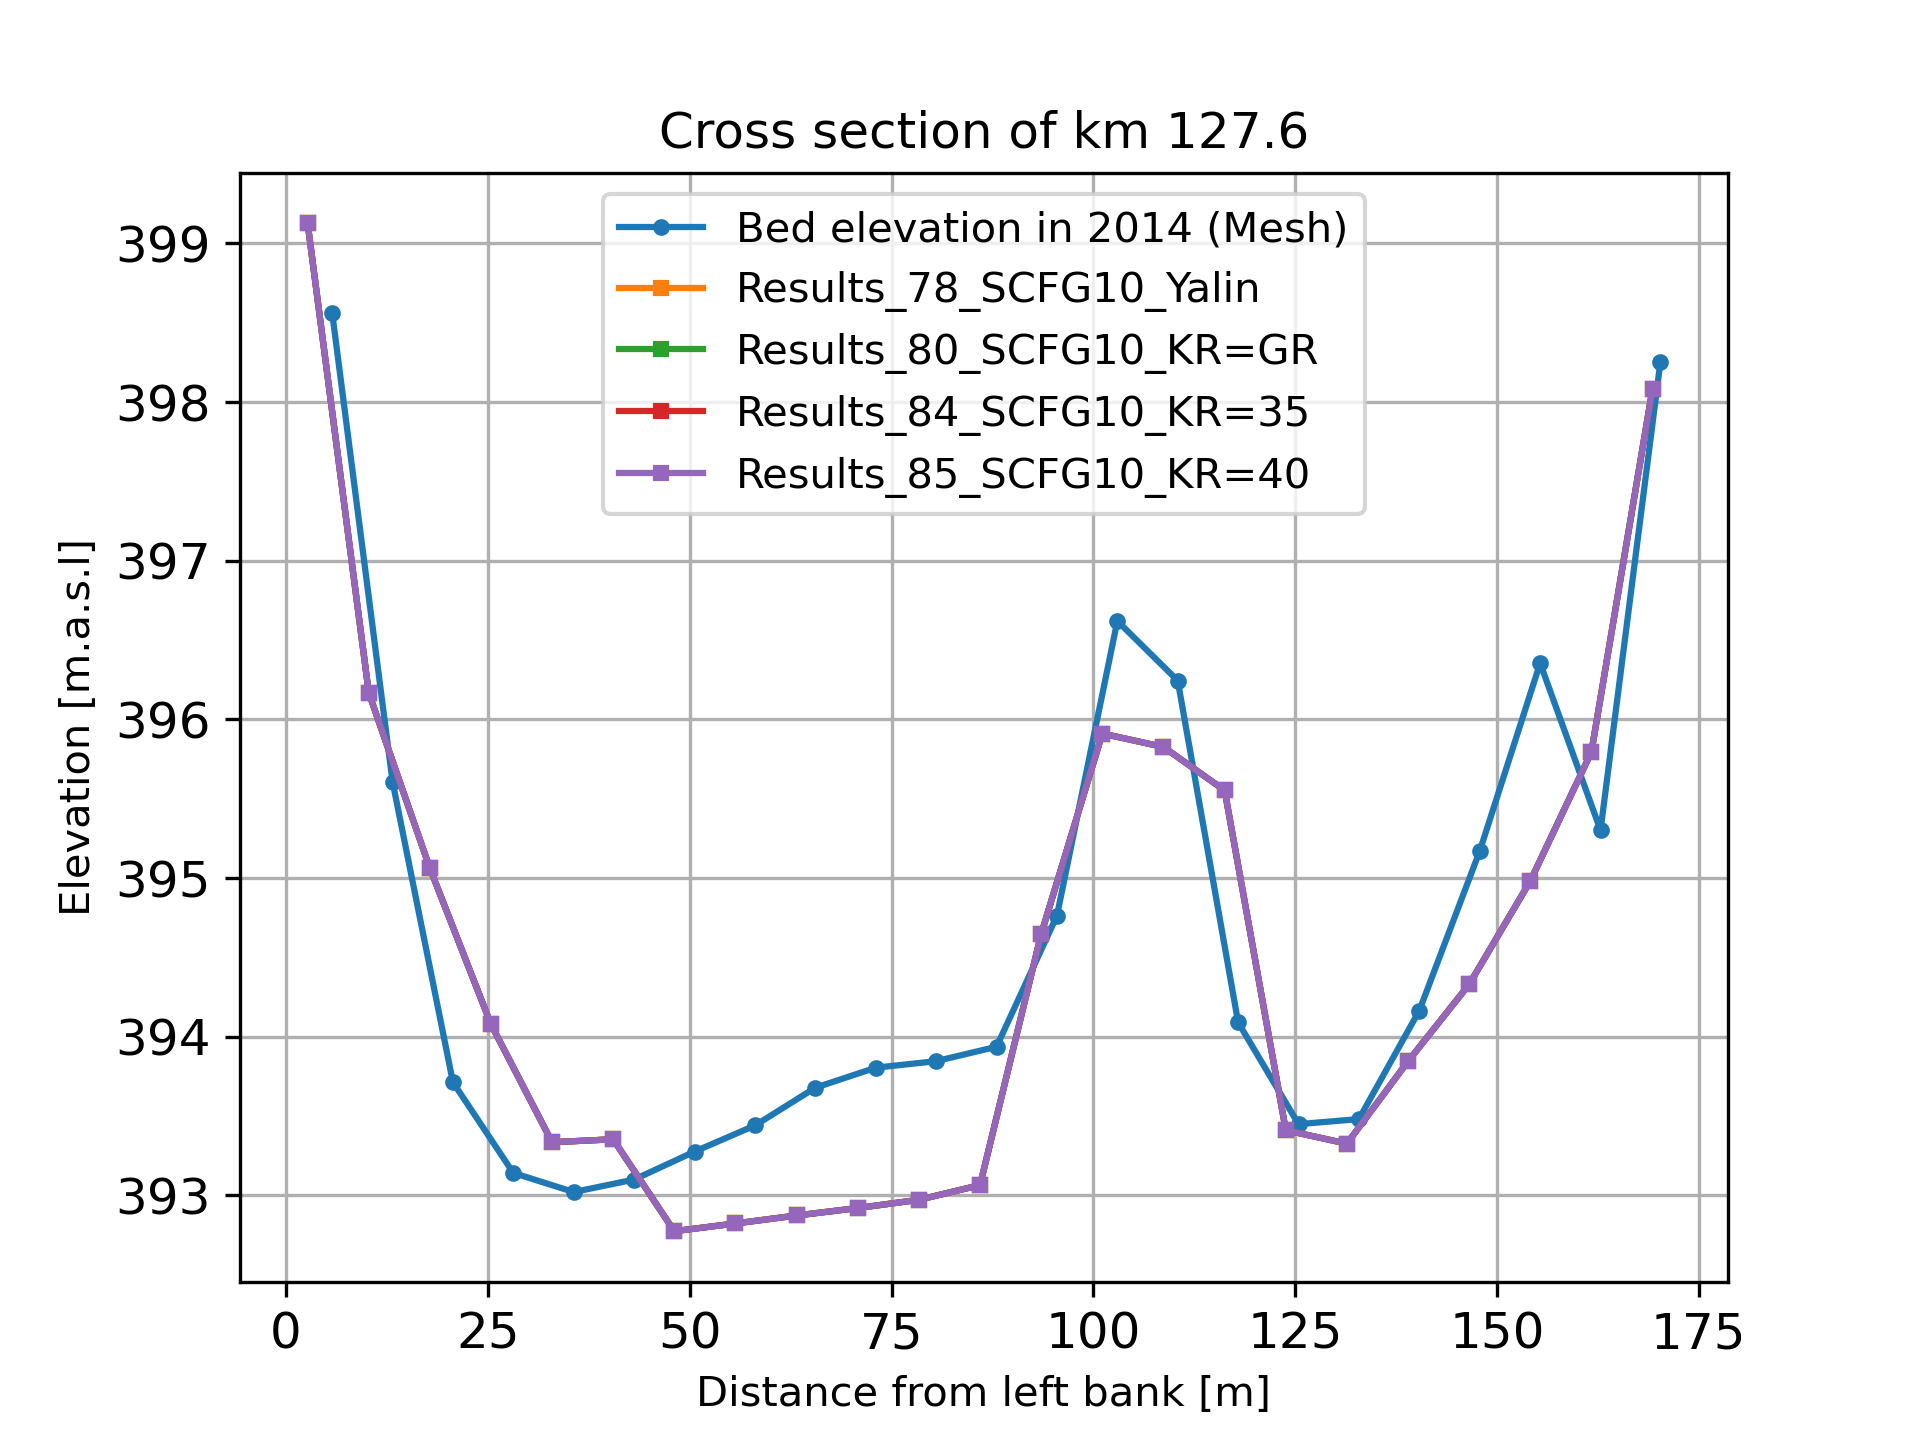 Cross section of km 127.6
Bed elevation in 2014 (Mesh)
Results_78_SCFG10_Yalin
Results_80_SCFG10_KR=GR
Results_84_SCFG10_KR=35
Results_85_SCFG10_KR=40
399
398
397
396
395
394
393
Elevation [m.a.s.l]
0 25 50 75 100 125 150 175
Distance from left bank [m]